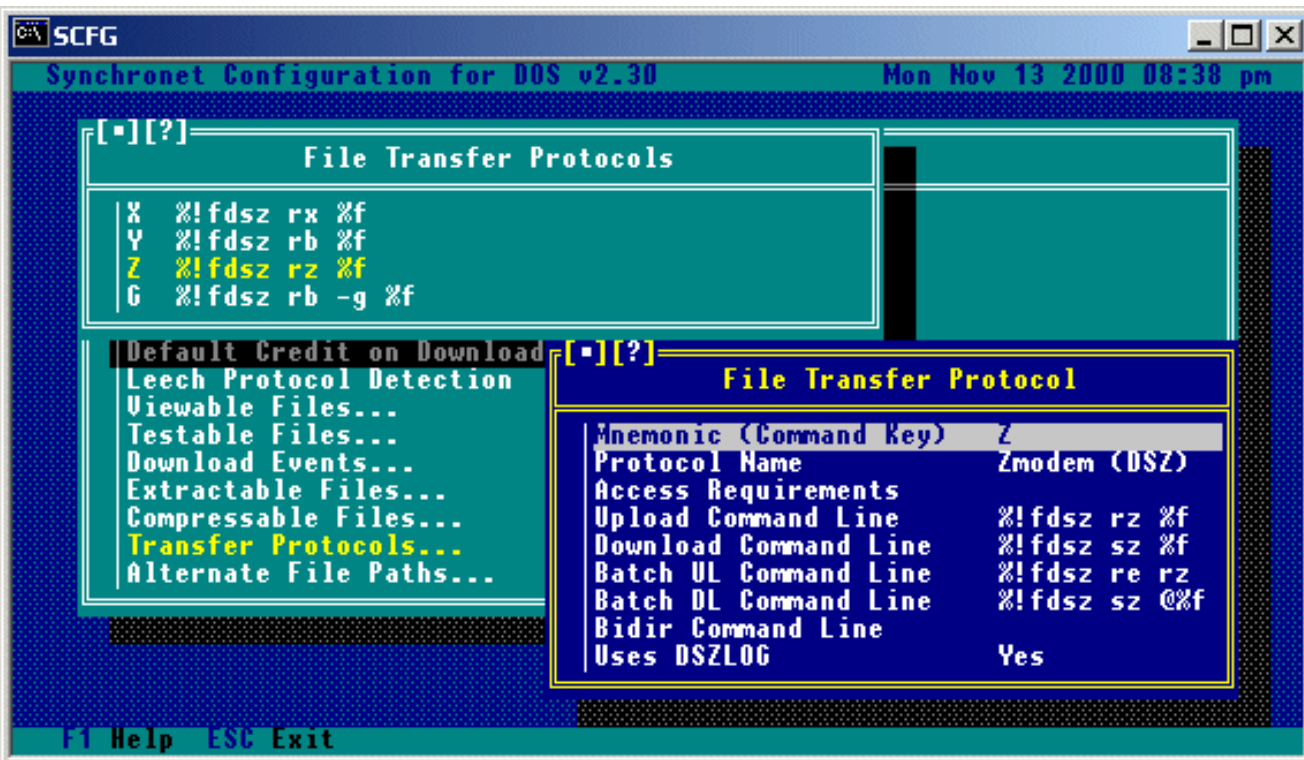 SCFG
Synchronet Configuration for DOS v2.30 Mon Nov 13 2000 08:38 pm
[▪][?]
File Transfer Protocols
X %!fdsz rx %f
Y %!fdsz rb %f
Z %!fdsz rz %f
G %!fdsz rb -g %f
Default Credit on Download
Leech Protocol Detection
Viewable Files...
Testable Files...
Download Events...
Extractable Files...
Compressable Files...
Transfer Protocols...
Alternate File Paths...
[▪][?]
File Transfer Protocol
Mnemonic (Command Key) Z
Protocol Name Zmodem (DSZ)
Access Requirements
Upload Command Line %!fdsz rz %f
Download Command Line %!fdsz sz %f
Batch UL Command Line %!fdsz re rz
Batch DL Command Line %!fdsz sz @%f
Bidir Command Line
Uses DSZLOG Yes
F1 Help ESC Exit